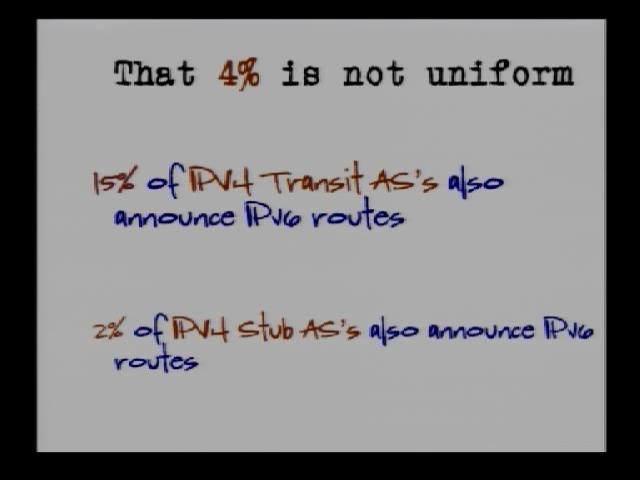 That 4% is not uniform
15% of IPV4 Transit AS's also
announce IPv6 routes
2% of IPV4 Stub AS's also announce IPv6
routes